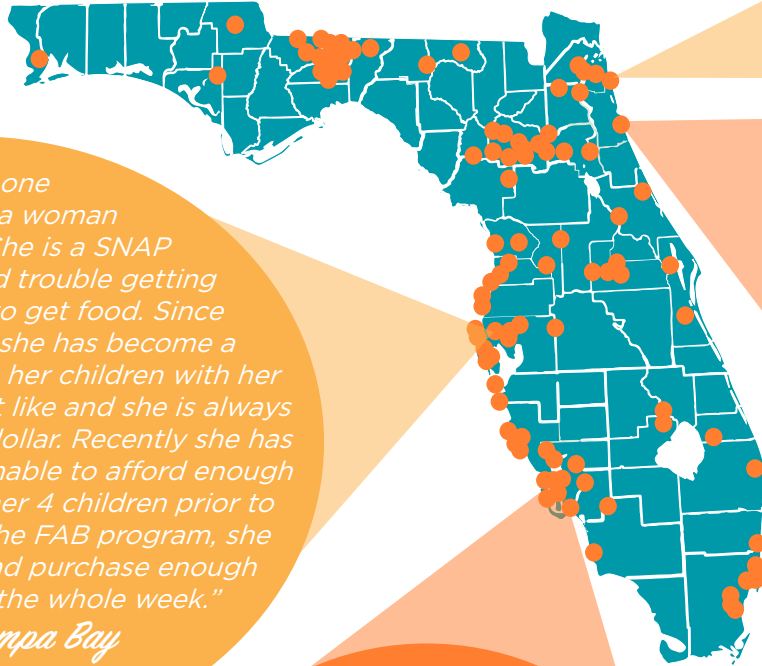 one
a woman
he is a SNAP
d trouble getting
o get food. Since
she has become a
her children with her
t like and she is always
dollar. Recently she has
nable to afford enough
er 4 children prior to
he FAB program, she
nd purchase enough
the whole week.”
mpa Bay